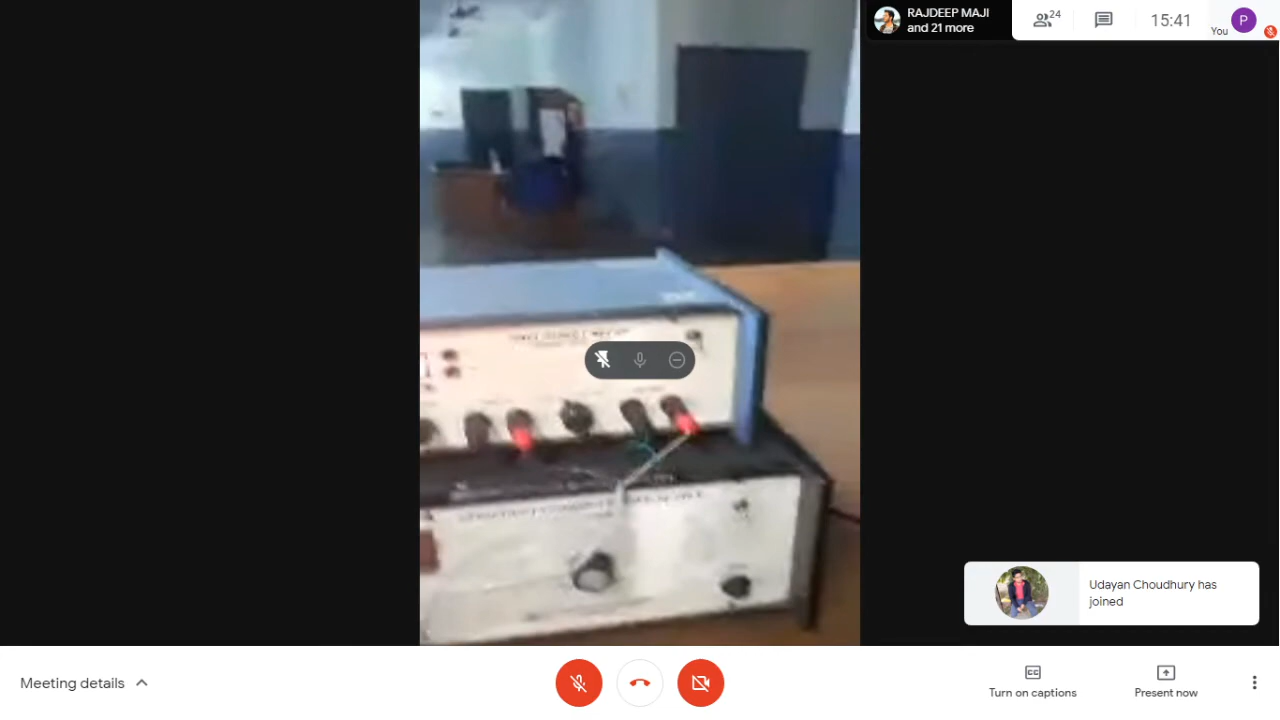 RAJDEEP MAJI
and 21 more
24
15:41
You
P
Udayan Choudhury has
joined
Meeting details
CC
Turn on captions
Present now